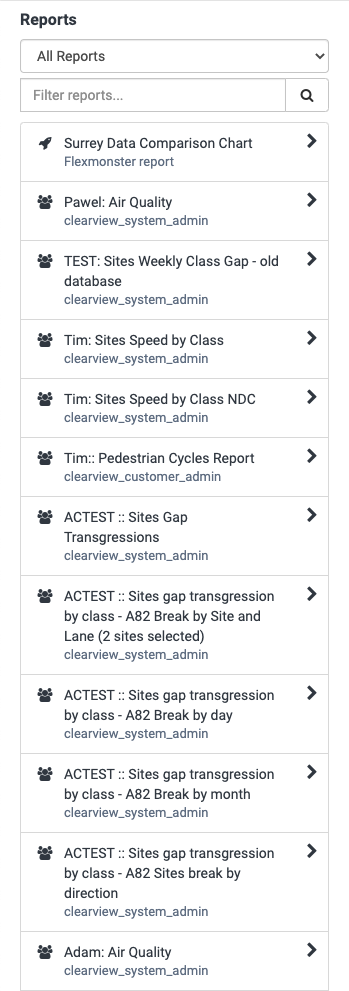 Reports
All Reports
Filter reports...
Surrey Data Comparison Chart
Flexmonster report
Pawel: Air Quality
clearview_system_admin
TEST: Sites Weekly Class Gap - old
database
clearview_system_admin
Tim: Sites Speed by Class
clearview_system_admin
Tim: Sites Speed by Class NDC
clearview_system_admin
Tim:: Pedestrian Cycles Report
clearview_customer_admin
ACTEST :: Sites Gap
Transgressions
clearview_system_admin
ACTEST :: Sites gap transgression
by class - A82 Break by Site and
Lane (2 sites selected)
clearview_system_admin
ACTEST :: Sites gap transgression
by class - A82 Break by day
clearview_system_admin
ACTEST :: Sites gap transgression
by class - A82 Break by month
clearview_system_admin
ACTEST :: Sites gap transgression
by class - A82 Sites break by
direction
clearview_system_admin
Adam: Air Quality
clearview_system_admin